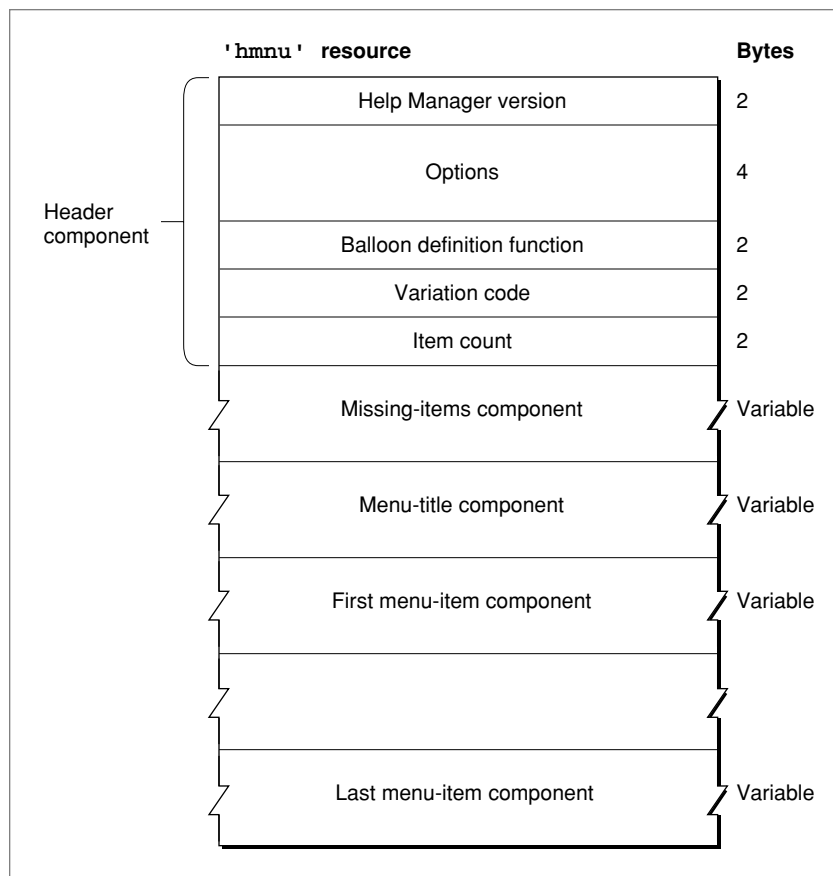 'hmnu' resource Bytes
Help Manager version 2
Options 4
Header
component
Balloon definition function 2
Variation code 2
Item count 2
Missing-items component Variable
Menu-title component Variable
First menu-item component Variable
Last menu-item component Variable